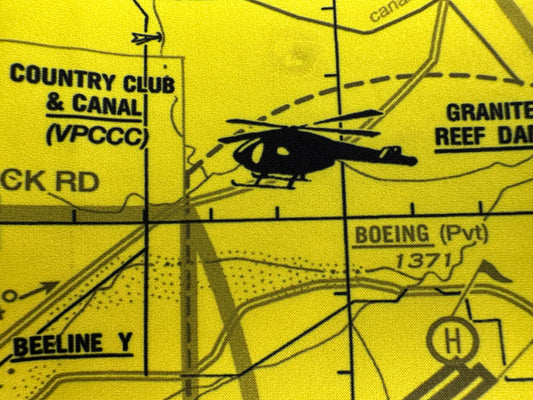 canal
COUNTRY CLUB
& CANAL
(VPCCC)
GRANITE
REEF DA
CK RD
BOEING (Pvt)
1371
BEELINE Y
H